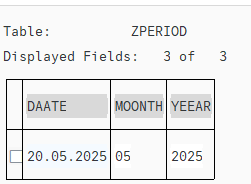 Table: ZPERIOD
Displayed Fields: 3 of 3
DAATE MOONTH YEEAR
20.05.2025 05 2025